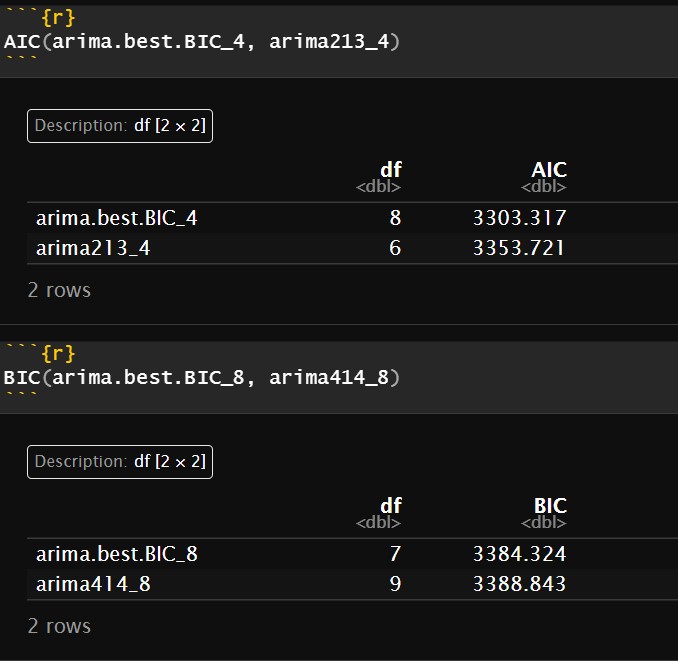 ```{r}
AIC(arima.best.BIC_4, arima213_4)
```
Description: df [2 × 2]
df AIC
<dbl> <dbl>
arima.best.BIC_4 8 3303.317
arima213_4 6 3353.721
2 rows
```{r}
BIC(arima.best.BIC_8, arima414_8)
```
Description: df [2 × 2]
df BIC
<dbl> <dbl>
arima.best.BIC_8 7 3384.324
arima414_8 9 3388.843
2 rows